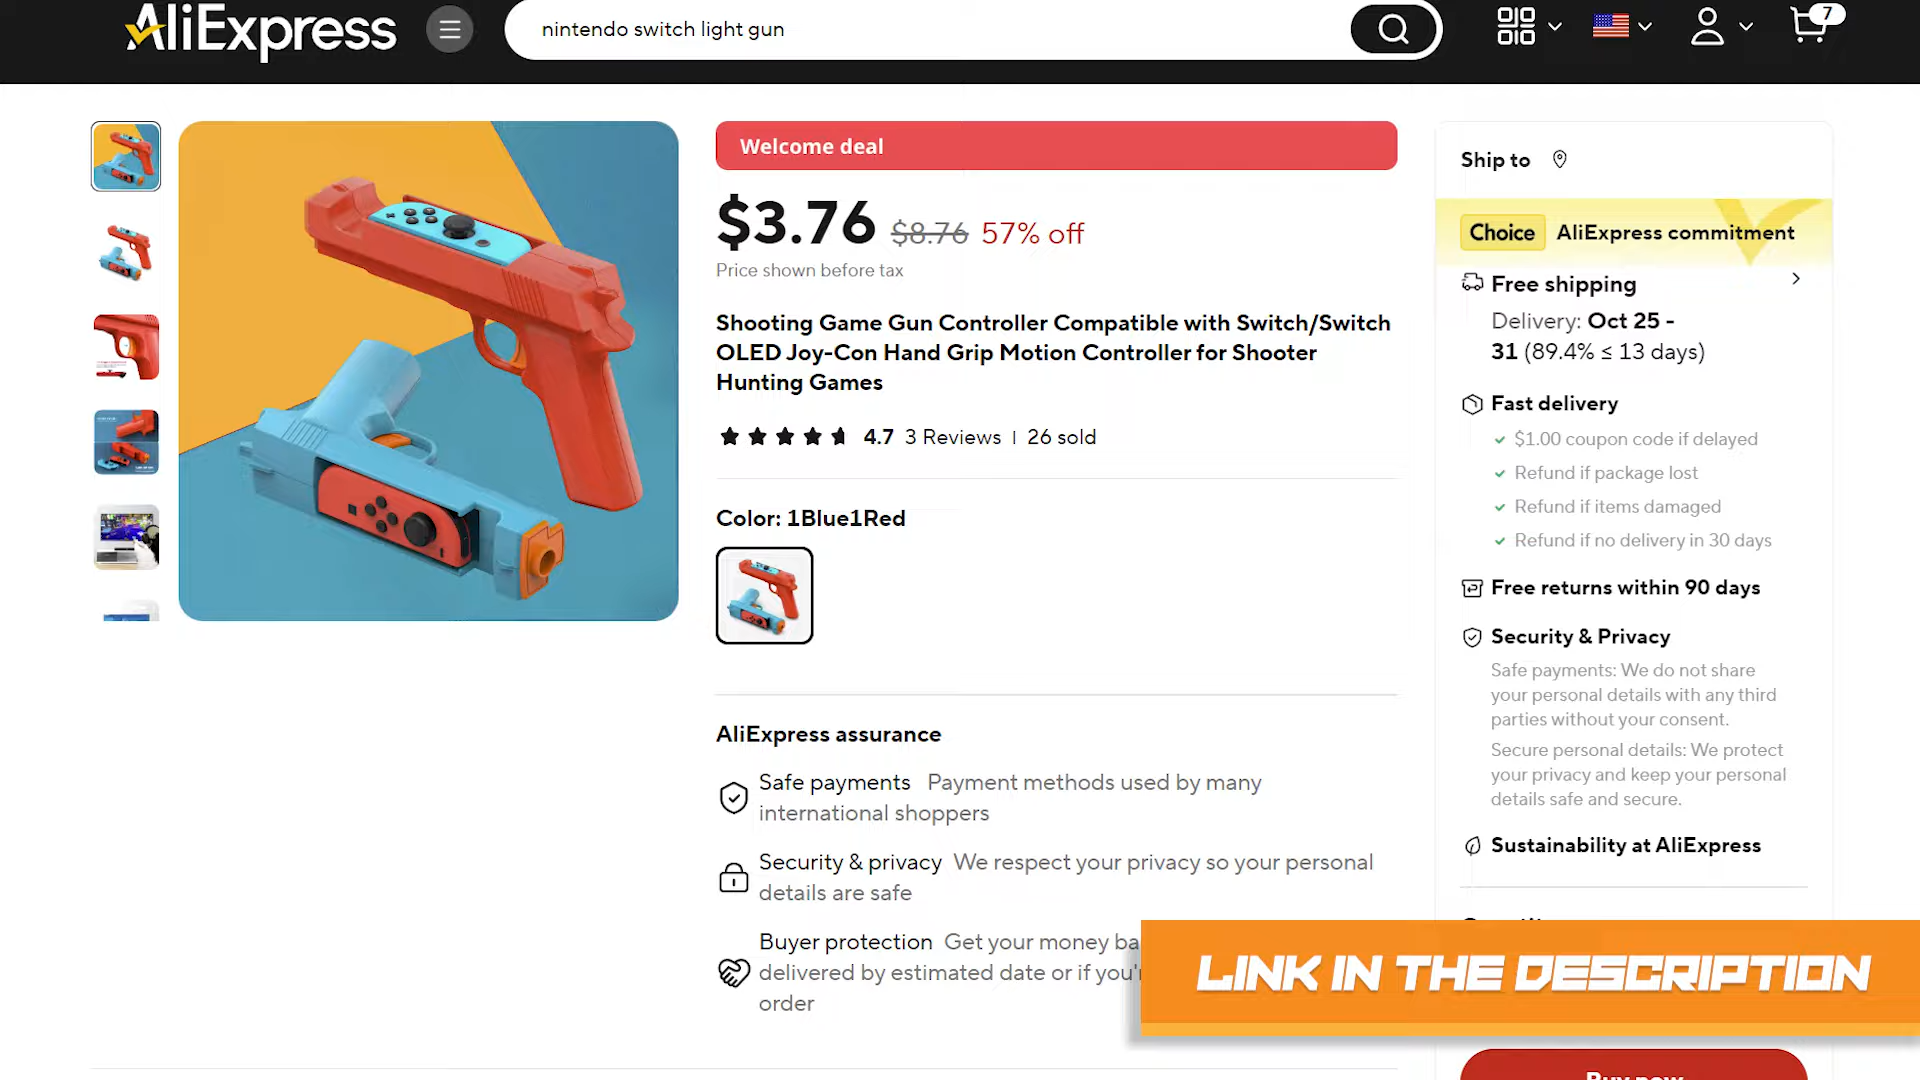 AliExpress
nintendo switch light gun
7
Welcome deal
$3.76 $8.76 57% off
Price shown before tax
Shooting Game Gun Controller Compatible with Switch/Switch
OLED Joy-Con Hand Grip Motion Controller for Shooter
Hunting Games
4.7 3 Reviews | 26 sold
Color: 1Blue1Red
AliExpress assurance
Safe payments Payment methods used by many
international shoppers
Security & privacy We respect your privacy so your personal
details are safe
Buyer protection Get your money ba
delivered by estimated date or if you'r
order
Ship to
Choice AliExpress commitment
Free shipping
Delivery: Oct 25 -
31 (89.4% ≤ 13 days)
Fast delivery
$1.00 coupon code if delayed
Refund if package lost
Refund if items damaged
Refund if no delivery in 30 days
Free returns within 90 days
Security & Privacy
Safe payments: We do not share
your personal details with any third
parties without your consent.
Secure personal details: We protect
your privacy and keep your personal
details safe and secure.
Sustainability at AliExpress
LINK IN THE DESCRIPTION
Buy now